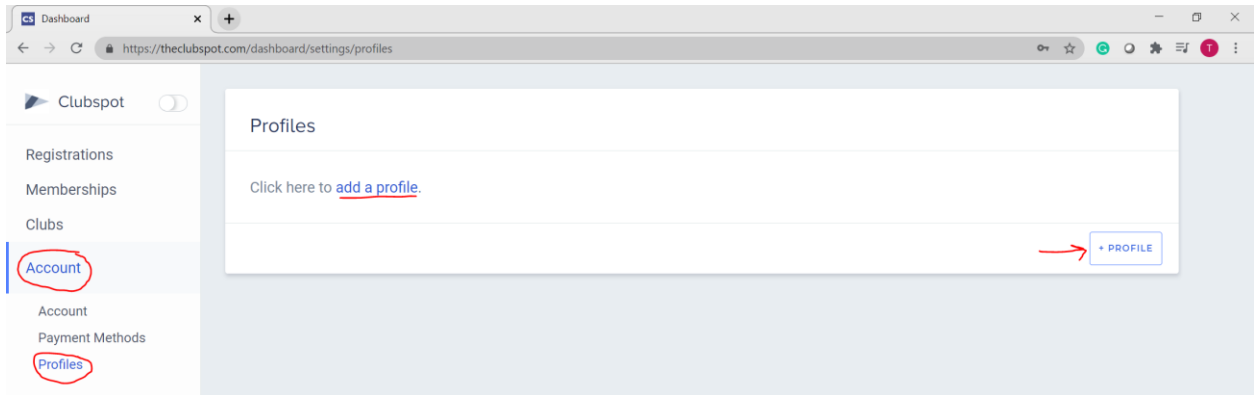 CS Dashboard
https://theclubspot.com/dashboard/settings/profiles
T
Clubspot
Registrations
Memberships
Clubs
Account
Account
Payment Methods
Profiles
Profiles
Click here to add a profile.
+ PROFILE